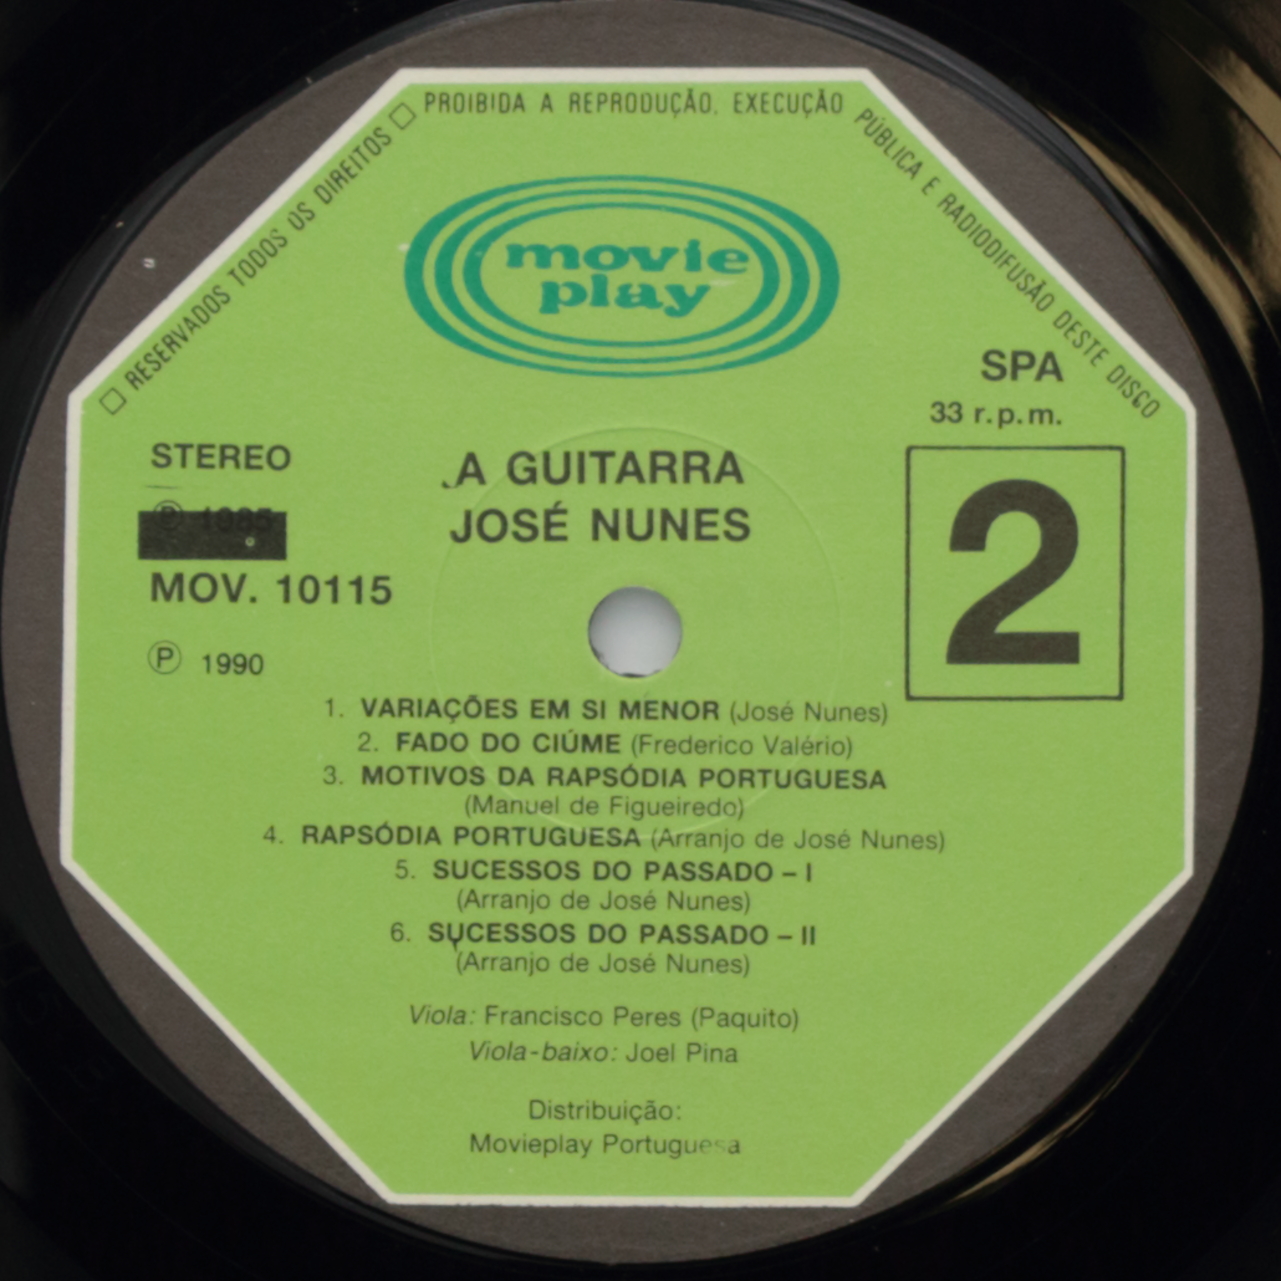 □ RESERVADOS TODOS OS DIREITOS □ PROIBIDA A REPRODUÇÃO, EXECUÇÃO PÚBLICA E RADIODIFUSÃO DESTE DISCO
movie
play
SPA
33 r.p.m.
STEREO
A GUITARRA
JOSÉ NUNES
2
℗ 1985
MOV. 10115
℗ 1990
1. VARIAÇÕES EM SI MENOR (José Nunes)
2. FADO DO CIÚME (Frederico Valério)
3. MOTIVOS DA RAPSÓDIA PORTUGUESA
(Manuel de Figueiredo)
4. RAPSÓDIA PORTUGUESA (Arranjo de José Nunes)
5. SUCESSOS DO PASSADO – I
(Arranjo de José Nunes)
6. SUCESSOS DO PASSADO – II
(Arranjo de José Nunes)
Viola: Francisco Peres (Paquito)
Viola-baixo: Joel Pina
Distribuição:
Movieplay Portuguesa